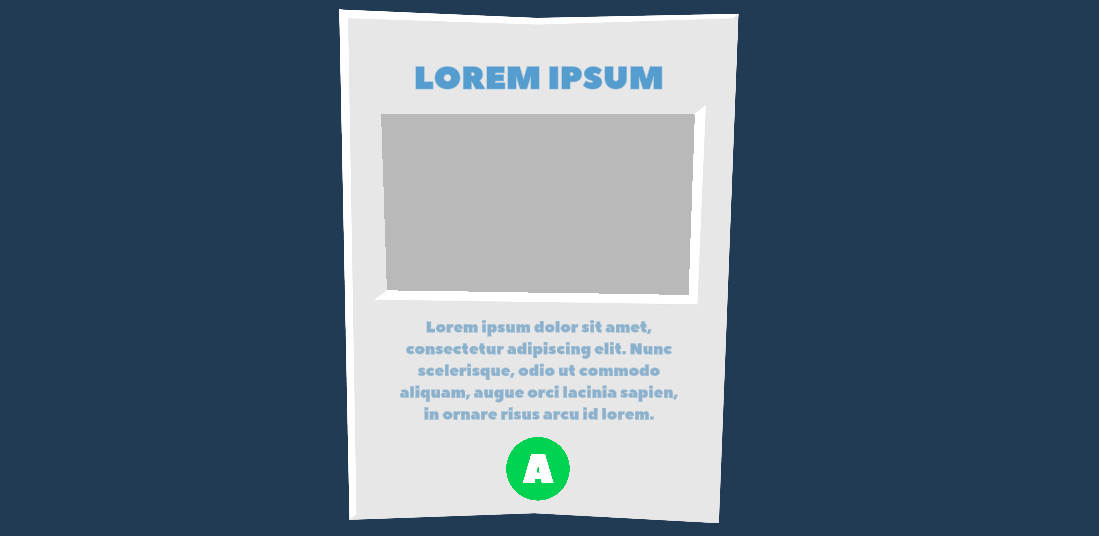 LOREM IPSUM
Lorem ipsum dolor sit amet,
consectetur adipiscing elit. Nunc
scelerisque, odio ut commodo
aliquam, augue orci lacinia sapien,
in ornare risus arcu id lorem.
A